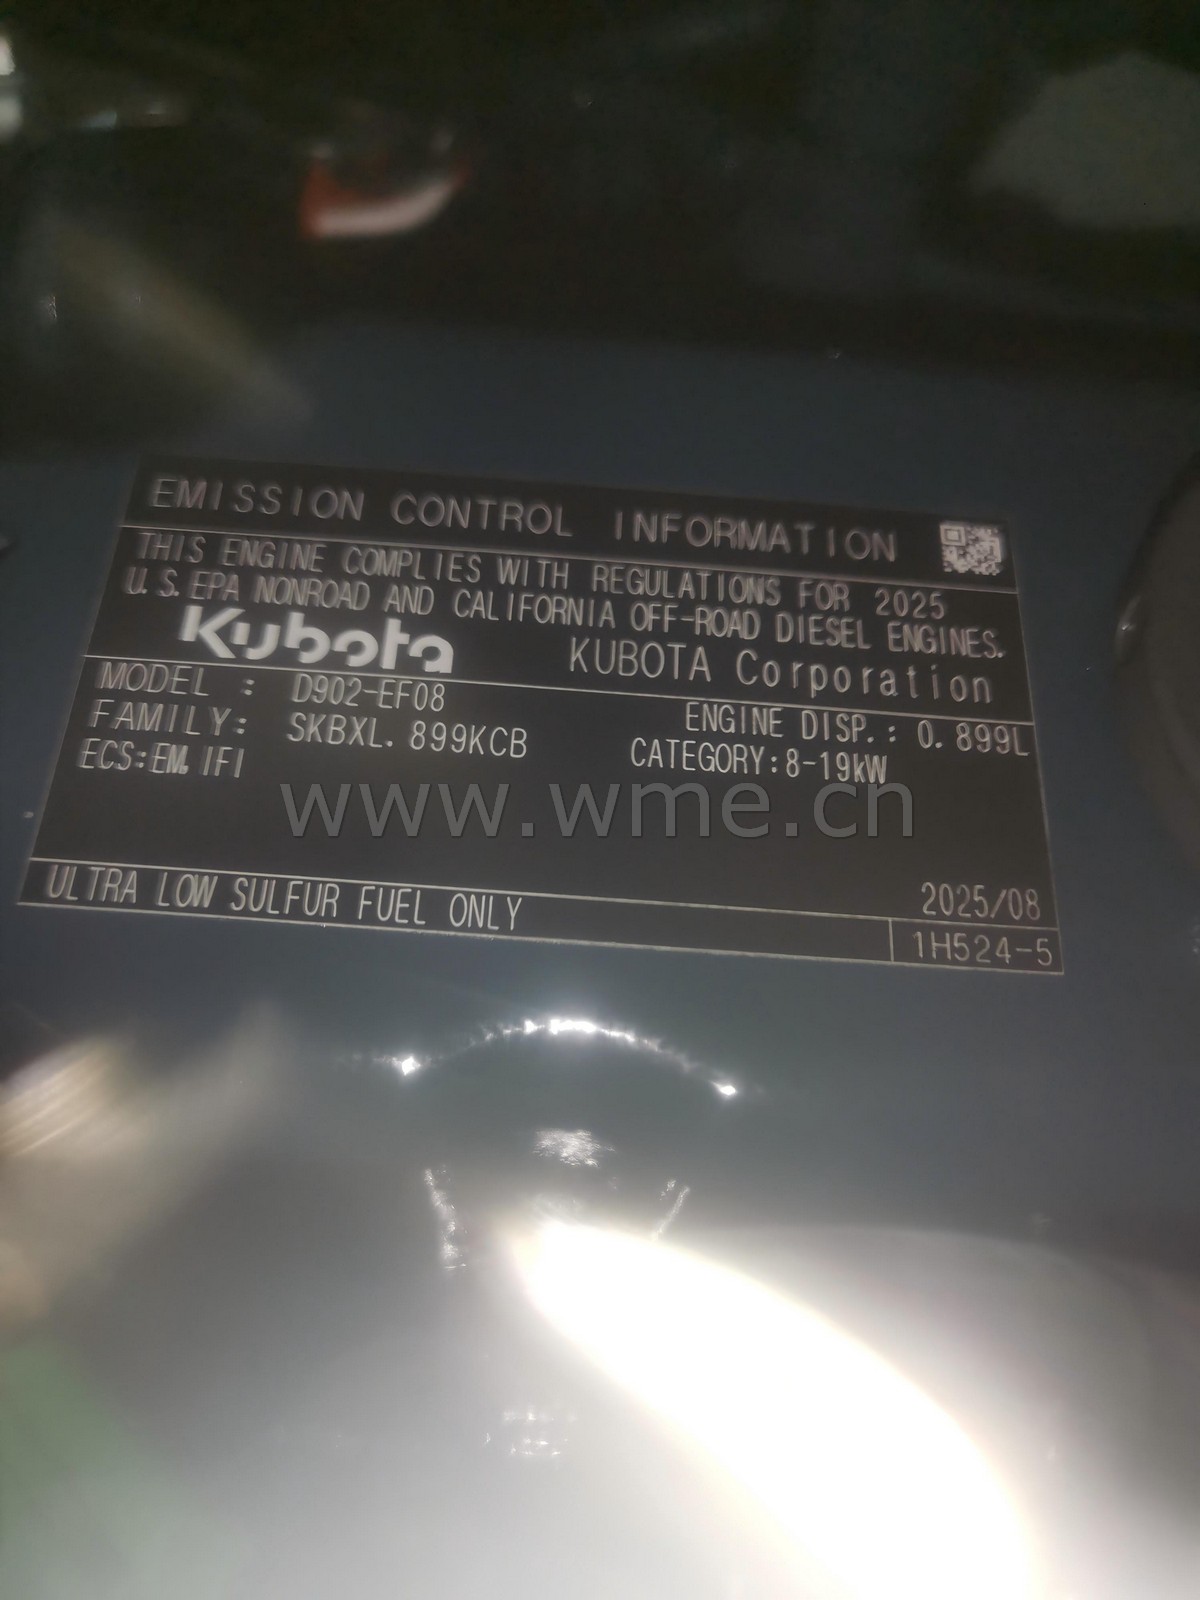 EMISSION CONTROL INFORMATION
THIS ENGINE COMPLIES WITH REGULATIONS FOR 2025
U.S. EPA NONROAD AND CALIFORNIA OFF-ROAD DIESEL ENGINES.
Kubota KUBOTA Corporation
MODEL : D902-EF08 ENGINE DISP.: 0.899L
FAMILY: SKBXL.899KCB CATEGORY:8-19kW
ECS:EM,IFI
www.wme.cn
2025/08
ULTRA LOW SULFUR FUEL ONLY 1H524-5